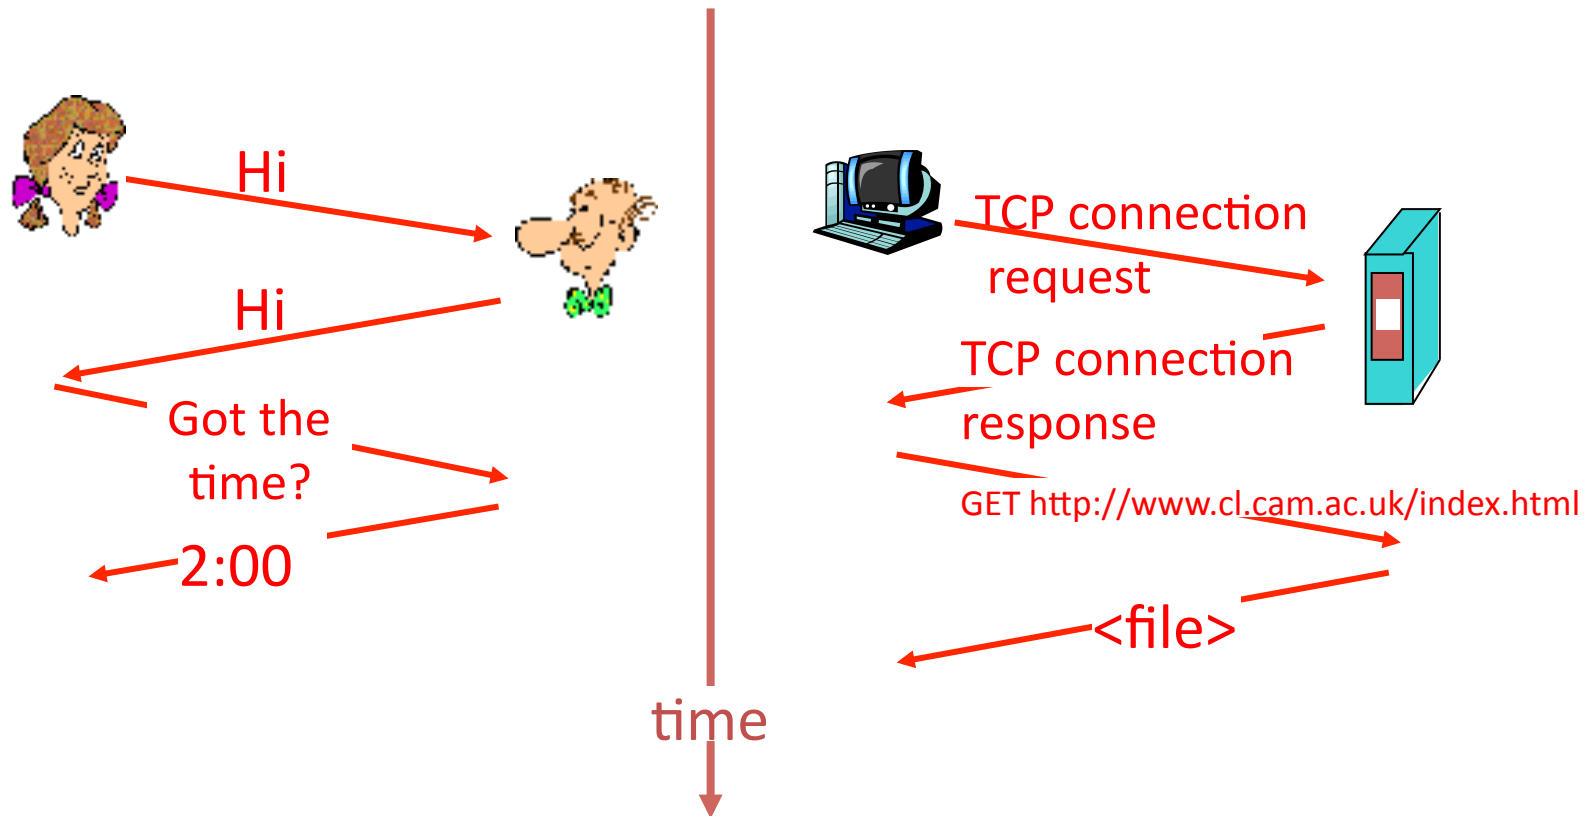 Hi
Hi
Got the
time?
2:00
TCP connection
request
TCP connection
response
GET http://www.cl.cam.ac.uk/index.html
<file>
time